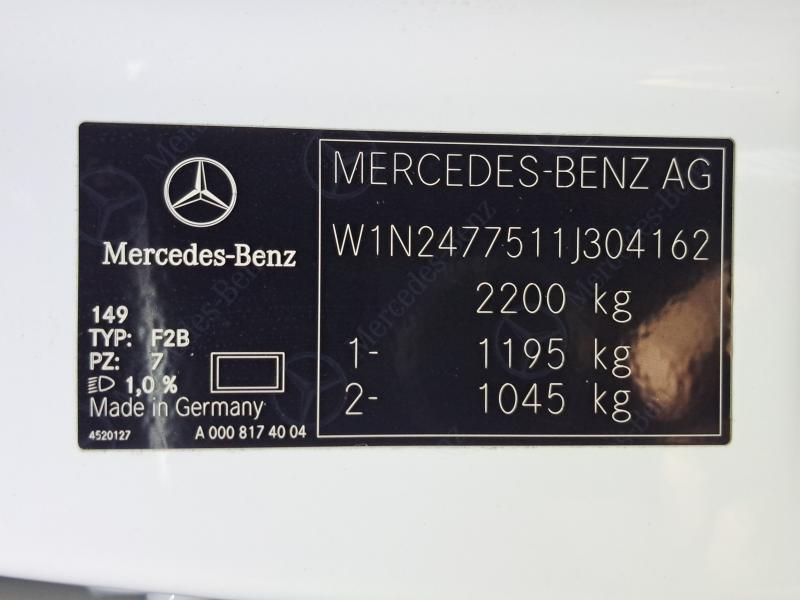 Mercedes-Benz
149
TYP: F2B
PZ: 7
1,0 %
Made in Germany
4520127 A 000 817 40 04
MERCEDES-BENZ AG
W1N2477511J304162
2200 kg
1- 1195 kg
2- 1045 kg